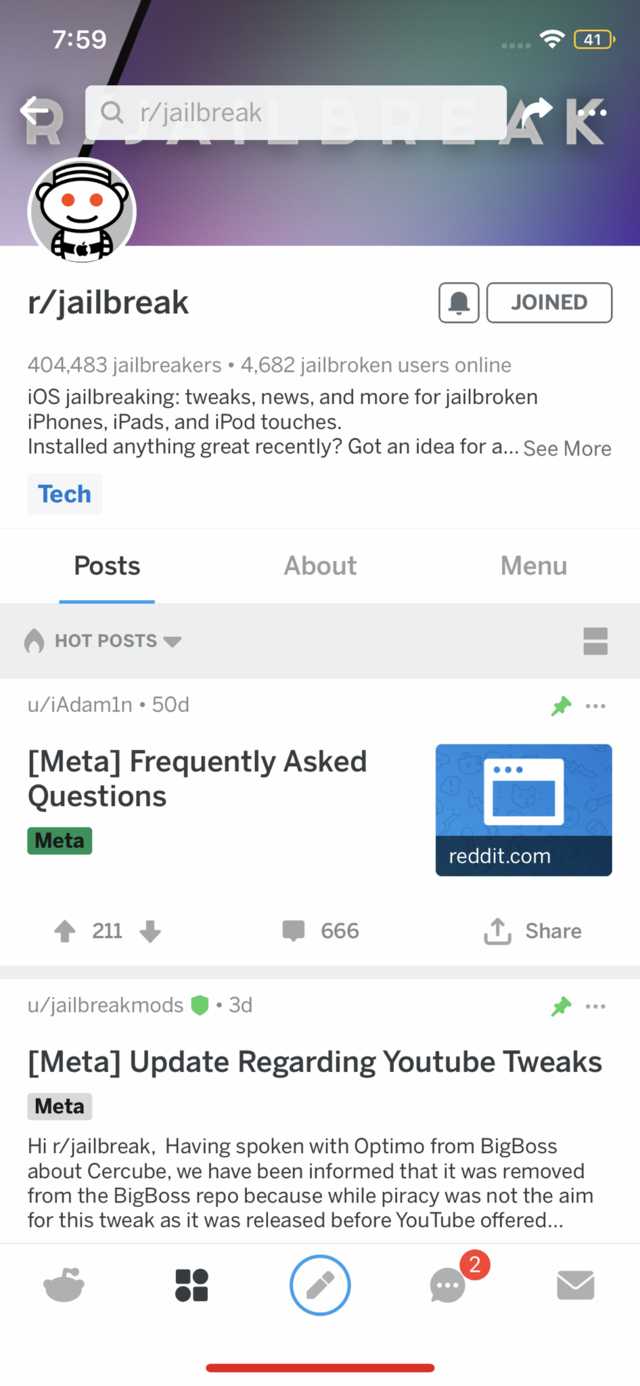 7:59
41
R/JAILBREAK
r/jailbreak
r/jailbreak
JOINED
404,483 jailbreakers • 4,682 jailbroken users online
iOS jailbreaking: tweaks, news, and more for jailbroken
iPhones, iPads, and iPod touches.
Installed anything great recently? Got an idea for a... See More
Tech
Posts About Menu
HOT POSTS
u/iAdam1n • 50d
[Meta] Frequently Asked
Questions
Meta
reddit.com
211 666 Share
u/jailbreakmods • 3d
[Meta] Update Regarding Youtube Tweaks
Meta
Hi r/jailbreak,  Having spoken with Optimo from BigBoss
about Cercube, we have been informed that it was removed
from the BigBoss repo because while piracy was not the aim
for this tweak as it was released before YouTube offered...
2